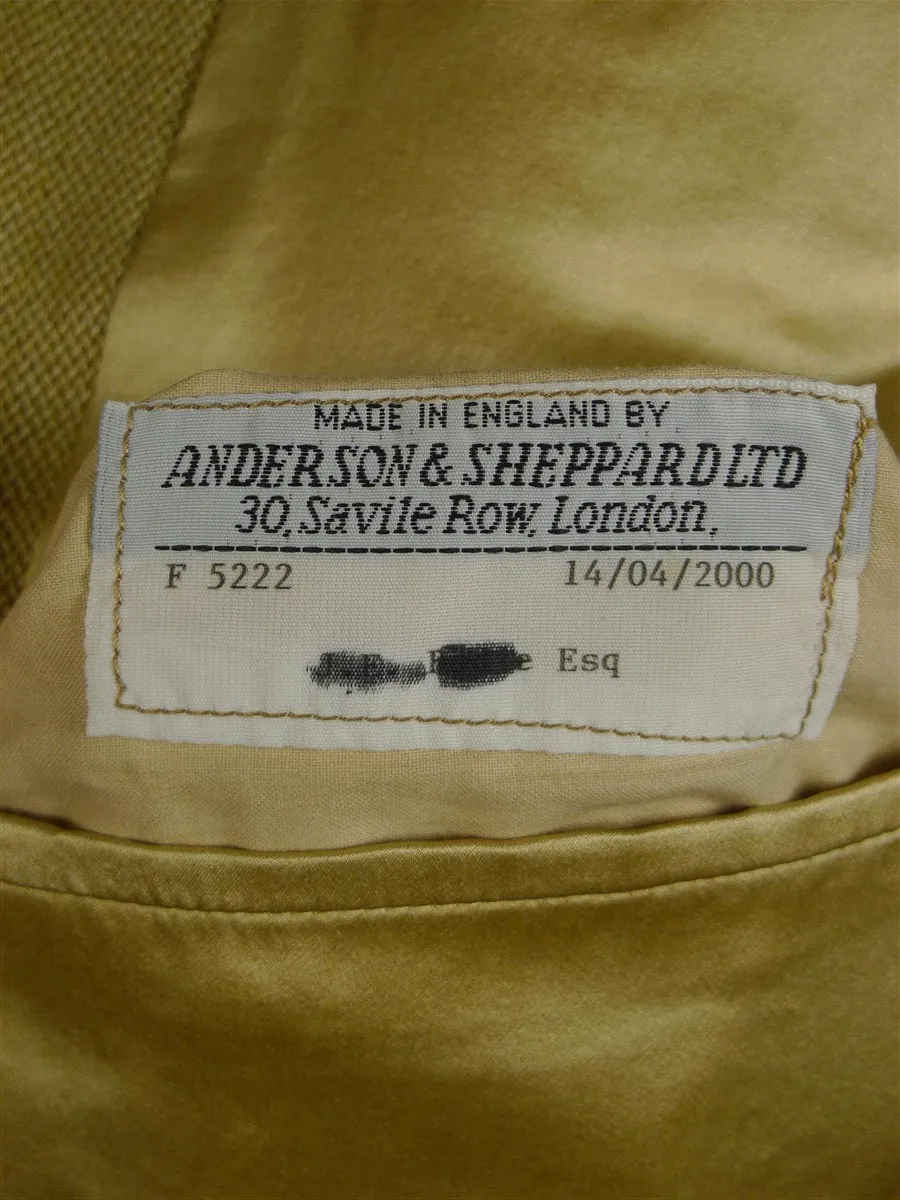 MADE IN ENGLAND BY
ANDERSON & SHEPPARD LTD
30, Savile Row, London.
F 5222 14/04/2000
Esq